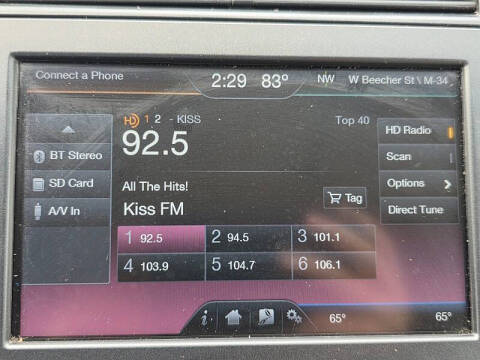 Connect a Phone 2:29 83° NW W Beecher St \ M-34
HD 1 2 - KISS Top 40
92.5
All The Hits!
Kiss FM
Tag
BT Stereo
SD Card
A/V In
HD Radio
Scan
Options
Direct Tune
1 92.5 2 94.5 3 101.1
4 103.9 5 104.7 6 106.1
i 65° 65°